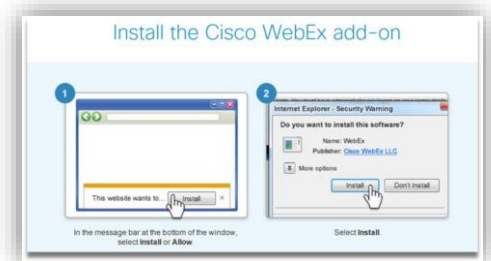 Install the Cisco WebEx add-on
1
This website wants to...
Install
×
In the message bar at the bottom of the window,
select Install or Allow.
2
Internet Explorer - Security Warning
Do you want to install this software?
Name: WebEx
Publisher: Cisco WebEx LLC
More options
Install
Don't Install
Select Install.